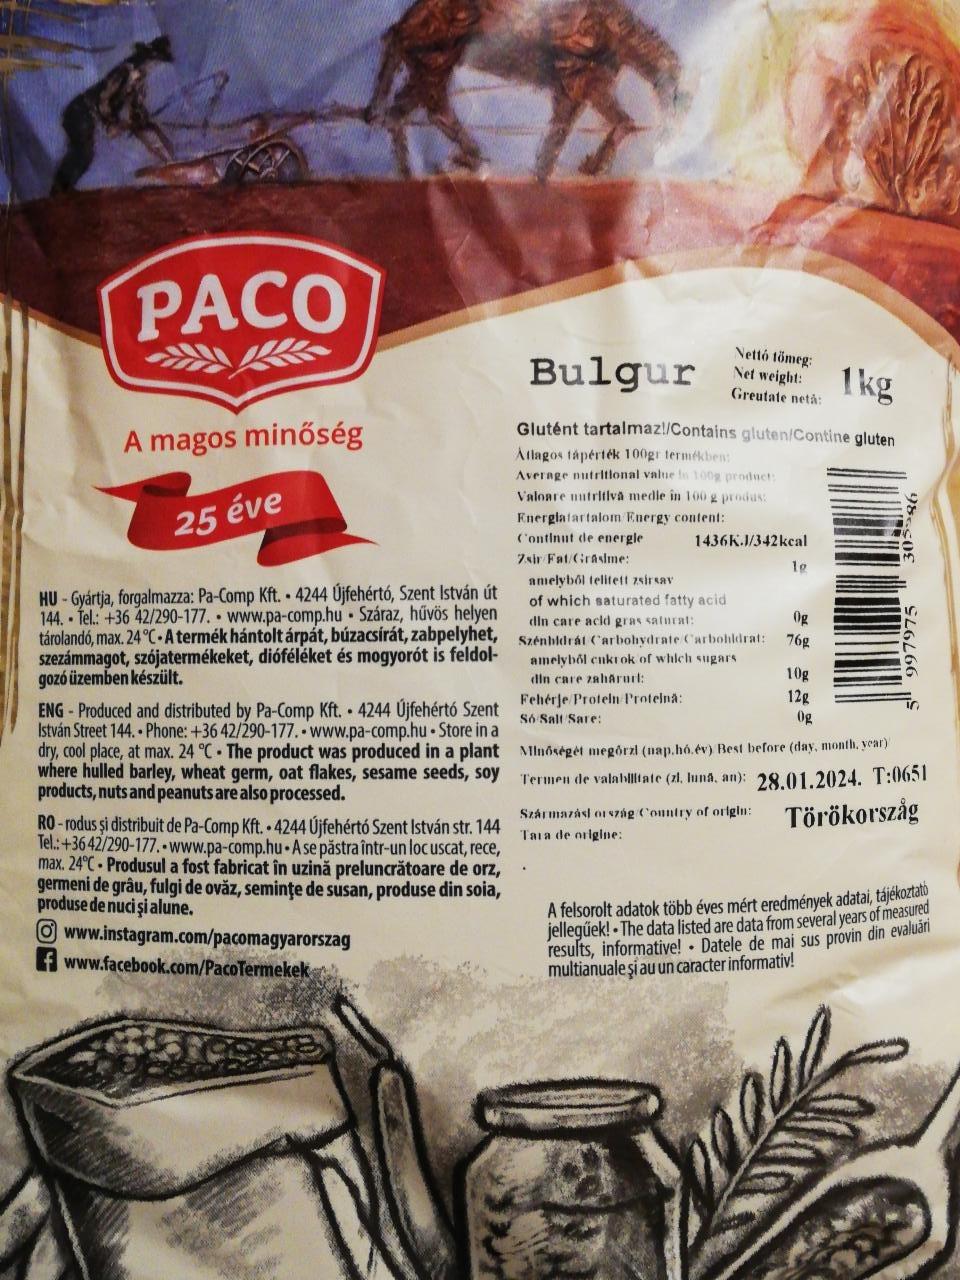 PACO
A magos minőség
25 éve
HU - Gyártja, forgalmazza: Pa-Comp Kft. • 4244 Újfehértó, Szent István út
144. • Tel.: +36 42/290-177. • www.pa-comp.hu • Száraz, hűvös helyen
tárolandó, max. 24 °C • A termék hántolt árpát, búzacsírát, zabpelyhet,
szezámmagot, szójatermékeket, dióféléket és mogyorót is feldol-
gozó üzemben készült.
ENG - Produced and distributed by Pa-Comp Kft. • 4244 Újfehértó Szent
István Street 144. • Phone: +36 42/290-177. • www.pa-comp.hu • Store in a
dry, cool place, at max. 24 °C • The product was produced in a plant
where hulled barley, wheat germ, oat flakes, sesame seeds, soy
products, nuts and peanuts are also processed.
RO - rodus și distribuit de Pa-Comp Kft. • 4244 Újfehértó Szent István str. 144
Tel.: +36 42/290-177. • www.pa-comp.hu • A se păstra într-un loc uscat, rece,
max. 24°C • Produsul a fost fabricat în uzină preluncrătoare de orz,
germeni de grâu, fulgi de ovăz, seminţe de susan, produse din soia,
produse de nuci şi alune.
www.instagram.com/pacomagyarorszag
www.facebook.com/PacoTermekek
Bulgur
Nettó tömeg:
Net weight:
Greutate netå:
1kg
Glutént tartalmaz!/Contains gluten/Contine gluten
Átlagos tápérték 100gr termékben:
Average nutritional value in 100g product:
Valoare nutritivă medie în 100 g produs:
Energiatartalom/Energy content:
Continut de energie 1436KJ/342kcal
Zsír/Fat/Grăsime: 1g
amelyből telített zsírsav
of which saturated fatty acid
din care acid gras saturat: 0g
Szénhidrát/Carbohydrate/Carbohidrat: 76g
amelyből cukrok of which sugars
din care zahăruri: 10g
Fehérje/Protein/Proteină: 12g
Só/Salt/Sare: 0g
Minőségét megőrzi (nap,hó,év)/Best before (day, month, year)
Termen de valabilitate (zi, lună, an): 28.01.2024. T:0651
Származási ország/Country of origin: Törökorszåg
Tara de origine:
5 997975 305586
A felsorolt adatok több éves mért eredmények adatai, tájékoztató
jellegűek! • The data listed are data from several years of measured
results, informative! • Datele de mai sus provin din evaluări
multianuale şi au un caracter informativ!